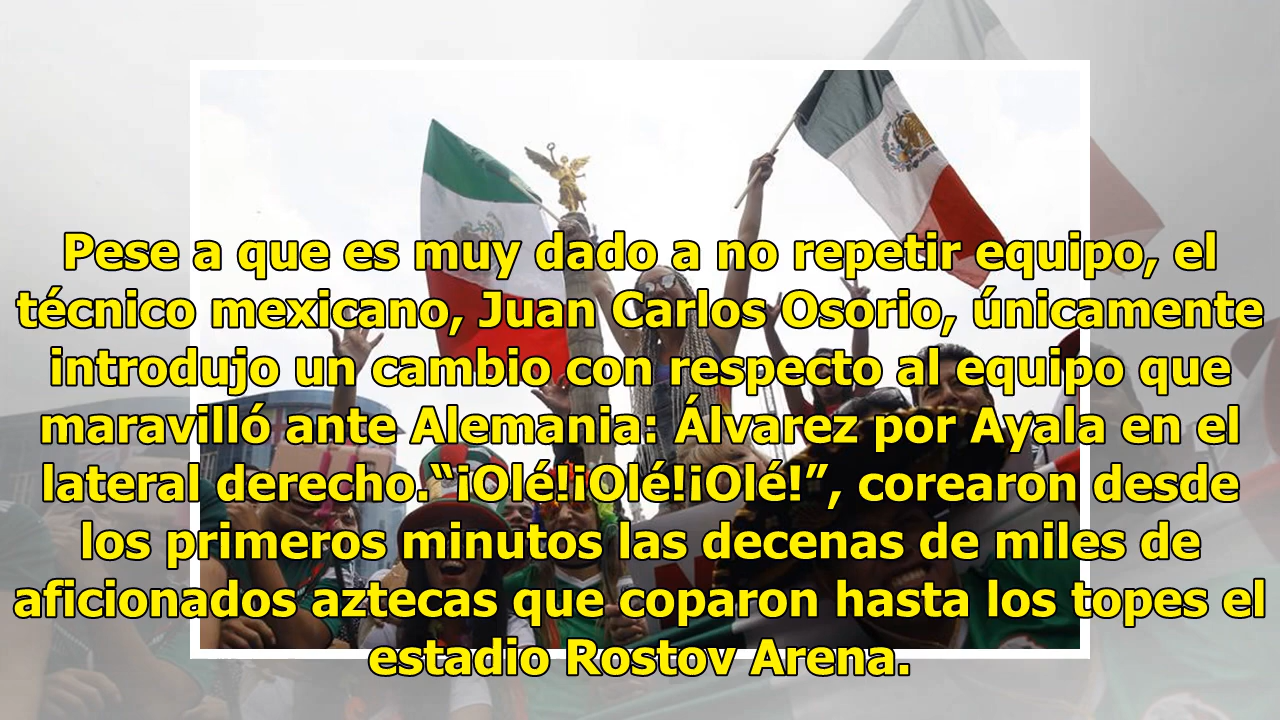 Pese a que es muy dado a no repetir equipo, el
técnico mexicano, Juan Carlos Osorio, únicamente
introdujo un cambio con respecto al equipo que
maravilló ante Alemania: Álvarez por Ayala en el
lateral derecho.“¡Olé!¡Olé!¡Olé!”, corearon desde
los primeros minutos las decenas de miles de
aficionados aztecas que coparon hasta los topes el
estadio Rostov Arena.